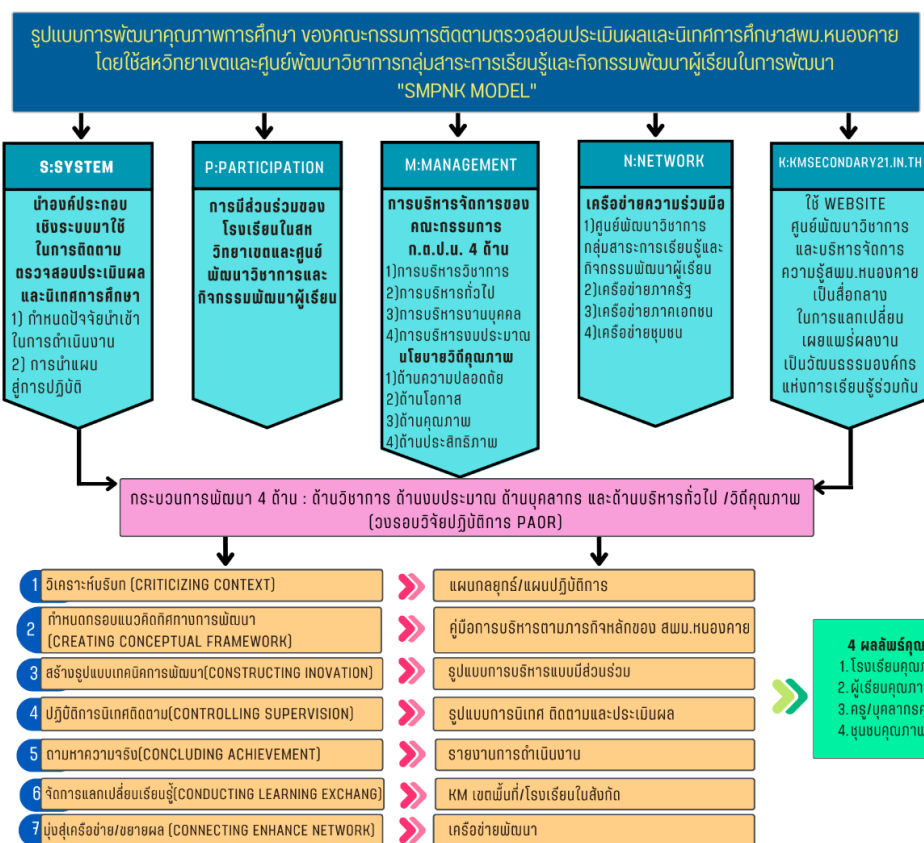 รูปแบบการพัฒนาคุณภาพการศึกษา ของคณะกรรมการติดตามตรวจสอบประเมินผลและนิเทศการศึกษาสพม.หนองคาย
โดยใช้สหวิทยาเขตและศูนย์พัฒนาวิชาการกลุ่มสาระการเรียนรู้และกิจกรรมพัฒนาผู้เรียนในการพัฒนา
"SMPNK MODEL"
S:SYSTEM
นำองค์ประกอบ
เชิงระบบมาใช้
ในการติดตาม
ตรวจสอบประเมินผล
และนิเทศการศึกษา
1) กำหนดปัจจัยนำเข้า
ในการดำเนินงาน
2) การนำแผน
สู่การปฏิบัติ
P:PARTICIPATION
การมีส่วนร่วมของ
โรงเรียนในสห
วิทยาเขตและศูนย์
พัฒนาวิชาการและ
กิจกรรมพัฒนาผู้เรียน
M:MANAGEMENT
การบริหารจัดการของ
คณะกรรมการ
ก.ต.ป.น. 4 ด้าน
1)การบริหารวิชาการ
2)การบริหารทั่วไป
3)การบริหารงานบุคคล
4)การบริหารงบประมาณ
นโยบายวิถีคุณภาพ
1)ด้านความปลอดภัย
2)ด้านโอกาส
3)ด้านคุณภาพ
4)ด้านประสิทธิภาพ
N:NETWORK
เครือข่ายความร่วมมือ
1)ศูนย์พัฒนาวิชาการ
กลุ่มสาระการเรียนรู้และ
กิจกรรมพัฒนาผู้เรียน
2)เครือข่ายภาครัฐ
3)เครือข่ายภาคเอกชน
4)เครือข่ายชุมชน
K:KMSECONDARY21.IN.TH
ใช้ WEBSITE
ศูนย์พัฒนาวิชาการ
และบริหารจัดการ
ความรู้สพม.หนองคาย
เป็นสื่อกลาง
ในการแลกเปลี่ยน
เผยแพร่ผลงาน
เป็นวัฒนธรรมองค์กร
แห่งการเรียนรู้ร่วมกัน
กระบวนการพัฒนา 4 ด้าน : ด้านวิชาการ ด้านงบประมาณ ด้านบุคลากร และด้านบริหารทั่วไป /วิถีคุณภาพ
(วงรอบวิจัยปฏิบัติการ PAOR)
1 วิเคราะห์บริบท (CRITICIZING CONTEXT)
แผนกลยุทธ์/แผนปฏิบัติการ
2 กำหนดกรอบแนวคิดทิศทางการพัฒนา
(CREATING CONCEPTUAL FRAMEWORK)
คู่มือการบริหารตามภารกิจหลักของ สพม.หนองคาย
3 สร้างรูปแบบเทคนิคการพัฒนา(CONSTRUCTING INOVATION)
รูปแบบการบริหารแบบมีส่วนร่วม
4 ปฏิบัติการนิเทศติดตาม(CONTROLLING SUPERVISION)
รูปแบบการนิเทศ ติดตามและประเมินผล
5 ถามหาความจริง(CONCLUDING ACHIEVEMENT)
รายงานการดำเนินงาน
6 จัดการแลกเปลี่ยนเรียนรู้(CONDUCTING LEARNING EXCHANG)
KM เขตพื้นที่/โรงเรียนในสังกัด
7 มุ่งสู่เครือข่าย/ขยายผล (CONNECTING ENHANCE NETWORK)
เครือข่ายพัฒนา
4 ผลลัพธ์คุณ
1. โรงเรียนคุณภ
2. ผู้เรียนคุณภา
3. ครู/บุคลากรค
4. ชุมชนคุณภาพ